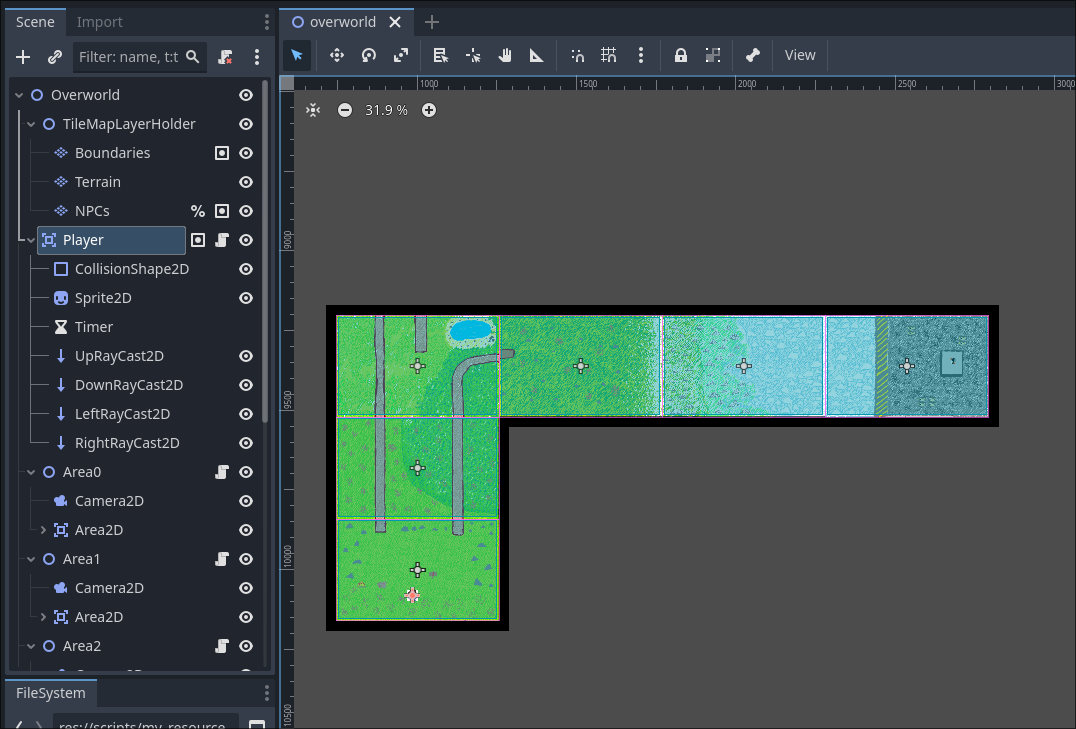 Scene Import
overworld
Filter: name, t:t
View
1000 1500 2000 2500 3000
31.9 %
Overworld
TileMapLayerHolder
Boundaries
Terrain
NPCs %
Player
CollisionShape2D
Sprite2D
Timer
UpRayCast2D
DownRayCast2D
LeftRayCast2D
RightRayCast2D
Area0
Camera2D
Area2D
Area1
Camera2D
Area2D
Area2
9000
9500
10000
10500
FileSystem
res://scripts/my_resource